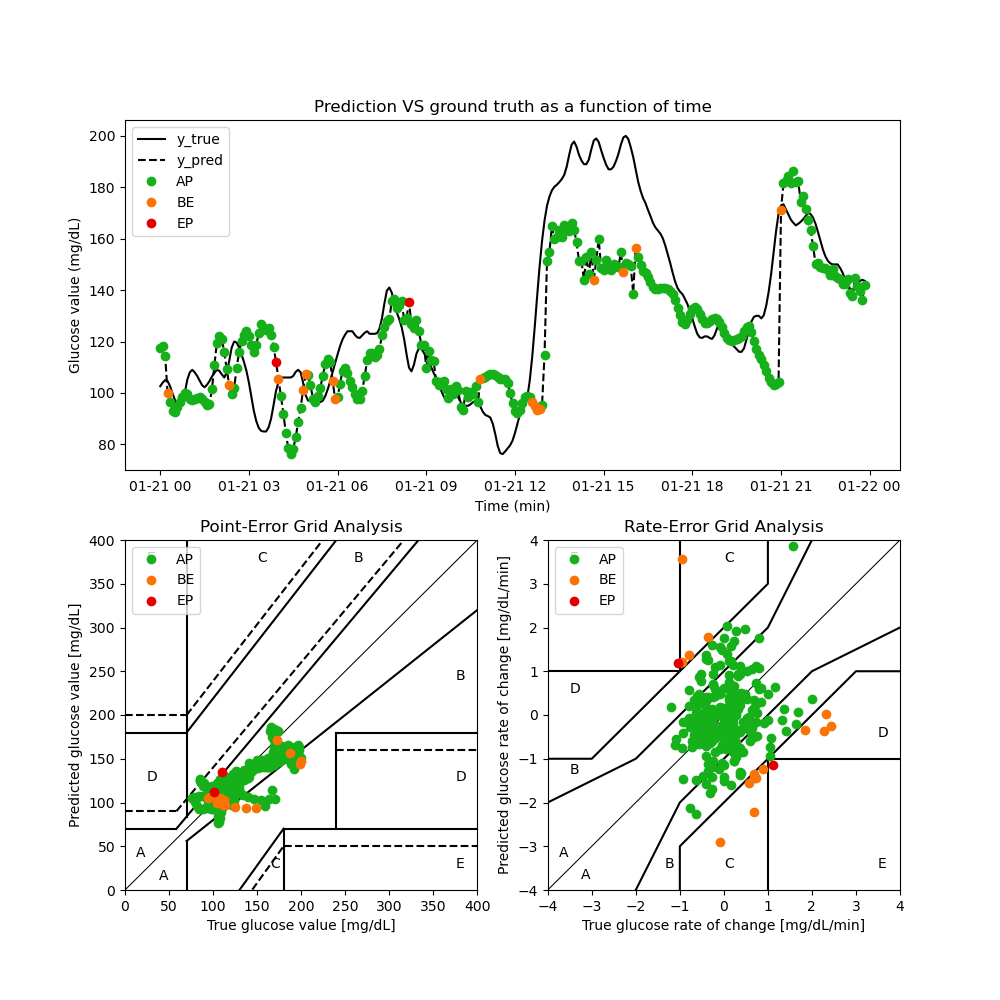 Prediction VS ground truth as a function of time
Glucose value (mg/dL)
200
180
160
140
120
100
80
y_true
y_pred
AP
BE
EP
01-21 00
01-21 03
01-21 06
01-21 09
01-21 12
01-21 15
01-21 18
01-21 21
01-22 00
Time (min)
Point-Error Grid Analysis
Predicted glucose value [mg/dL]
400
350
300
250
200
150
100
50
0
AP
BE
EP
C
B
B
D
D
A
A
C
E
0
50
100
150
200
250
300
350
400
True glucose value [mg/dL]
Rate-Error Grid Analysis
Predicted glucose rate of change [mg/dL/min]
4
3
2
1
0
−1
−2
−3
−4
AP
BE
EP
C
D
D
B
A
A
B
C
E
−4
−3
−2
−1
0
1
2
3
4
True glucose rate of change [mg/dL/min]